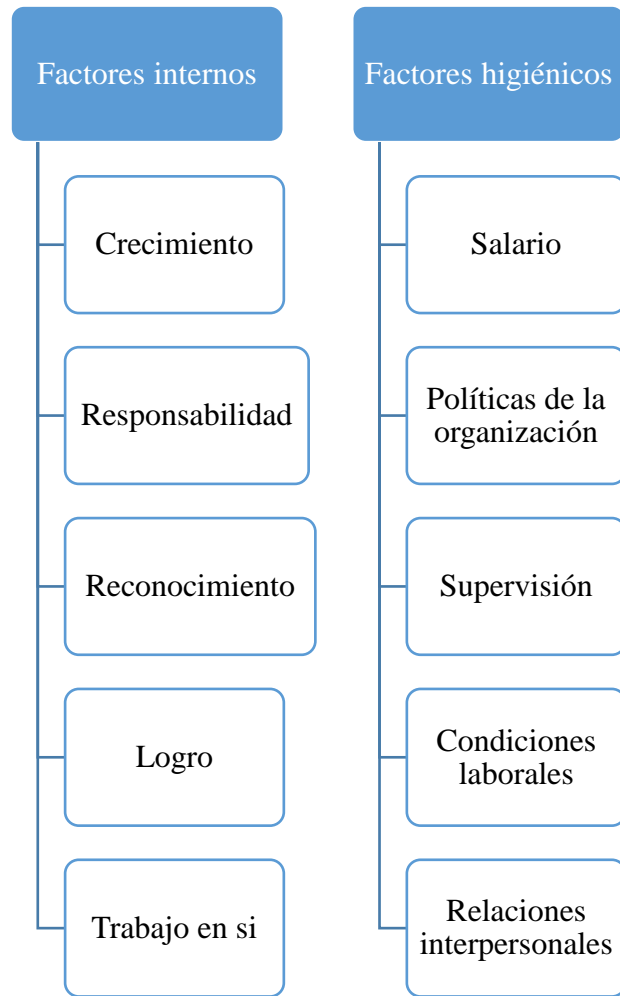 Factores internos
Crecimiento
Responsabilidad
Reconocimiento
Logro
Trabajo en si
Factores higiénicos
Salario
Políticas de la
organización
Supervisión
Condiciones
laborales
Relaciones
interpersonales